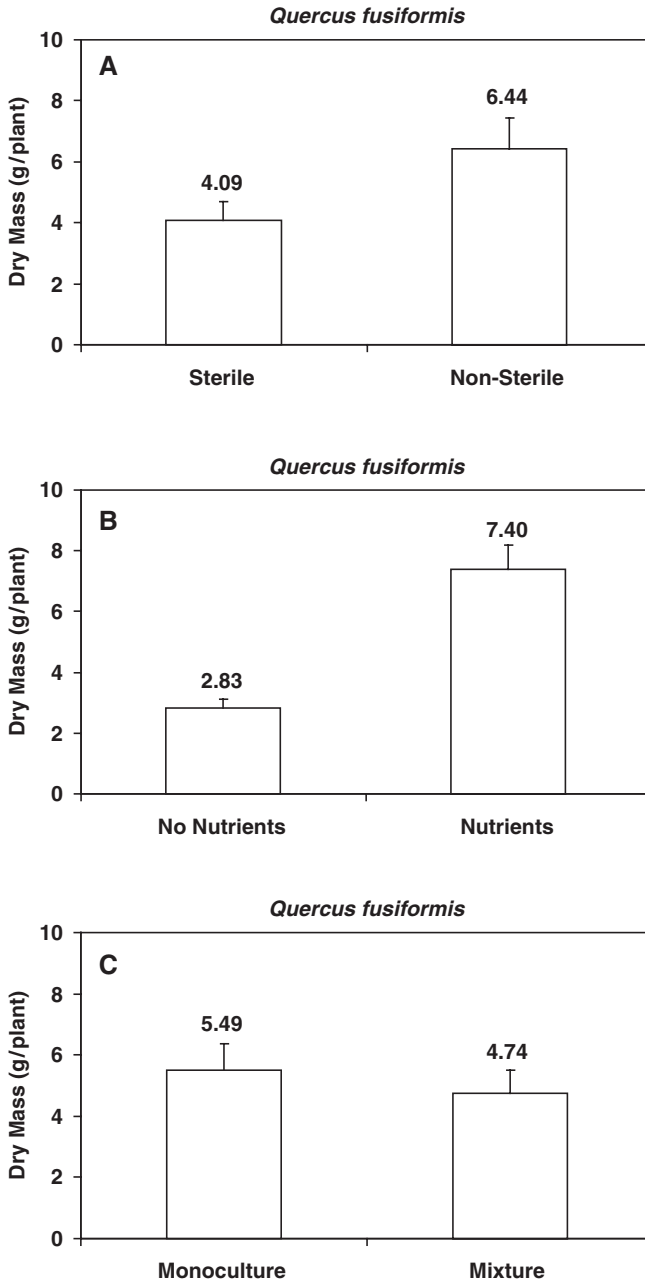 Quercus fusiformis
10
A
8
6.44
6
4.09
4
2
0
Dry Mass (g/plant)
Sterile Non-Sterile
Quercus fusiformis
10
B
8
7.40
6
4
2.83
2
0
Dry Mass (g/plant)
No Nutrients Nutrients
Quercus fusiformis
10
C
8
5.49
6
4.74
4
2
0
Dry Mass (g/plant)
Monoculture Mixture